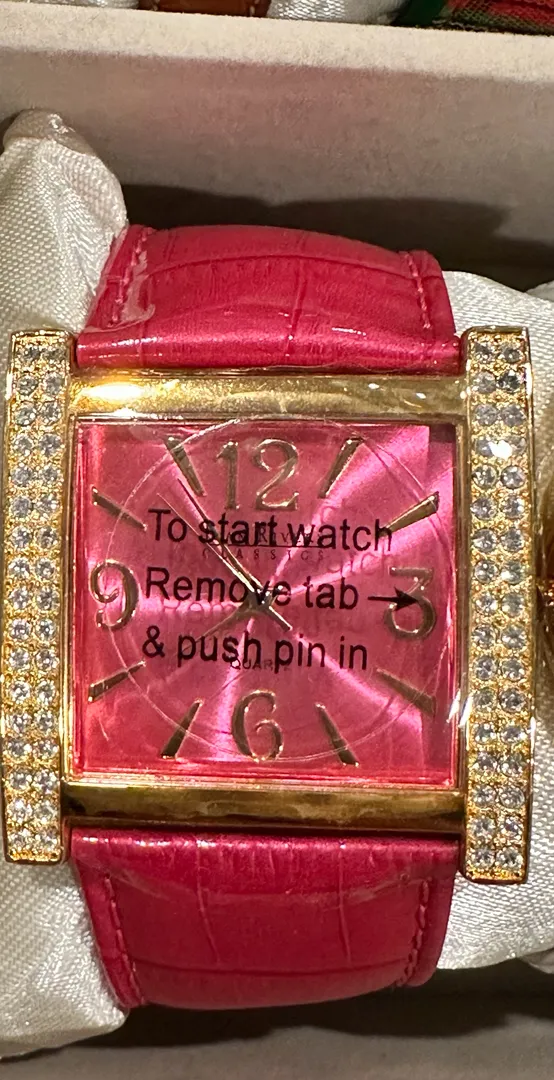 12
To start watch
CLASSICS
9
Remove tab → 3
& push pin in
QUARTZ
6